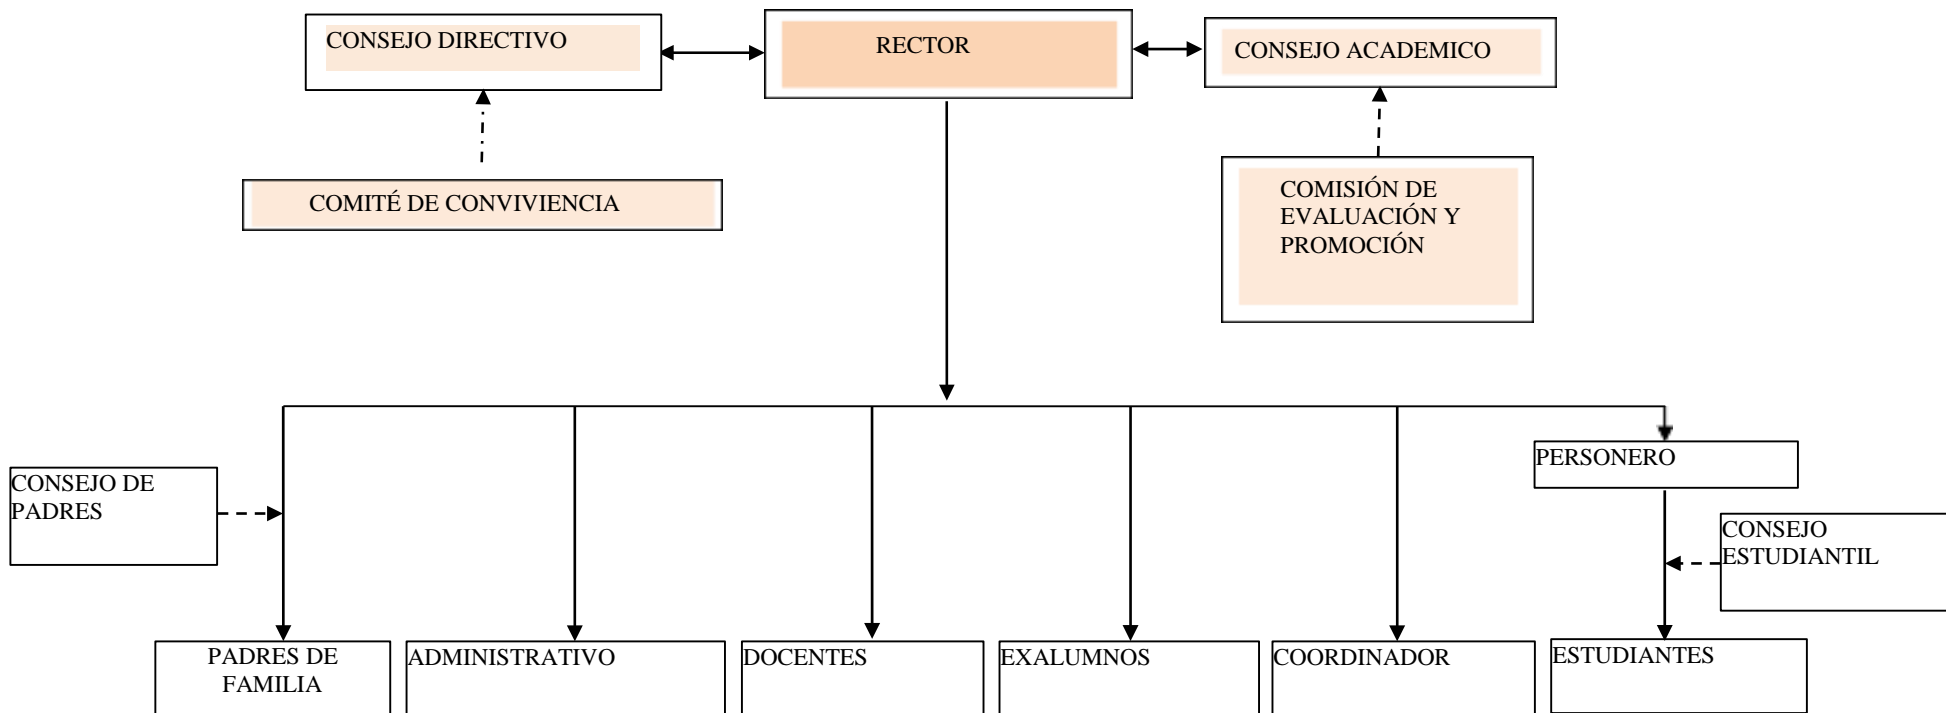 CONSEJO DIRECTIVO
RECTOR
CONSEJO ACADEMICO
COMITÉ DE CONVIVIENCIA
COMISIÓN DE
EVALUACIÓN Y
PROMOCIÓN
PERSONERO
CONSEJO DE
PADRES
CONSEJO
ESTUDIANTIL
PADRES DE
FAMILIA
ADMINISTRATIVO
DOCENTES
EXALUMNOS
COORDINADOR
ESTUDIANTES